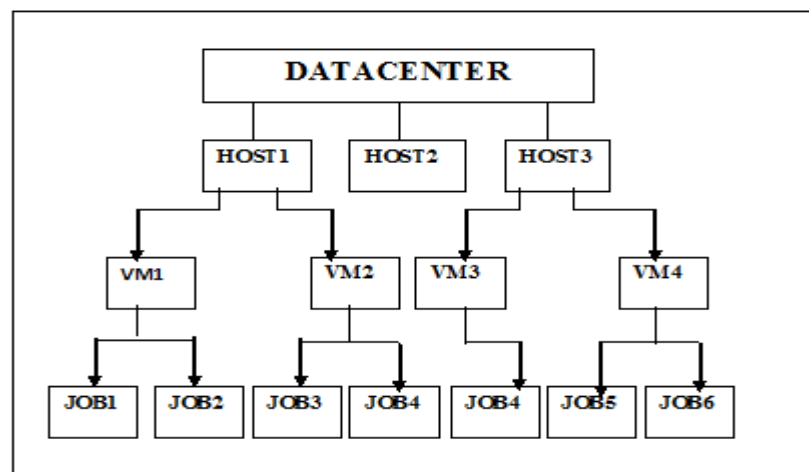 DATACENTER
HOST1 HOST2 HOST3
VM1 VM2 VM3 VM4
JOB1 JOB2 JOB3 JOB4 JOB4 JOB5 JOB6